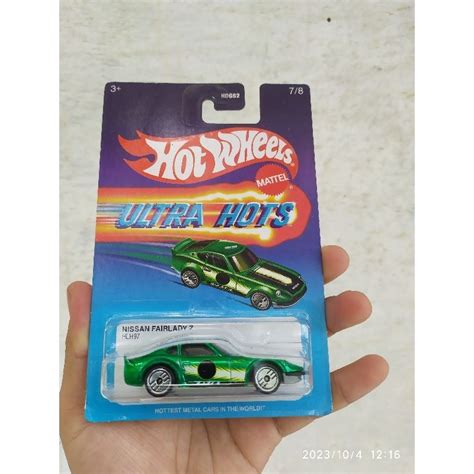 3+
7/8
HOT WHEELS
MATTEL
ULTRA HOTS
NISSAN FAIRLADY Z
HLH97
HOTTEST METAL CARS IN THE WORLD!
2023/10/4 12:16